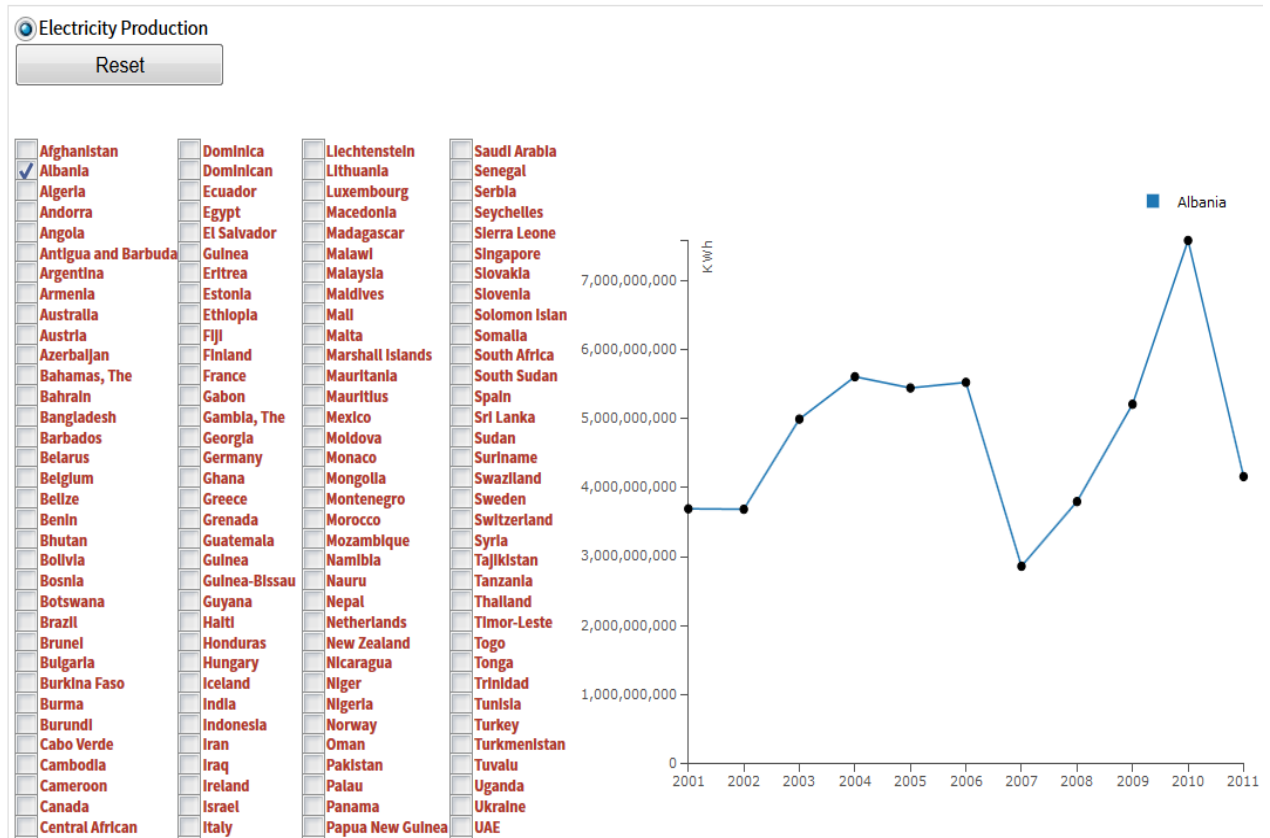 Electricity Production
Reset
Afghanistan Dominica Liechtenstein Saudi Arabia
Albania Dominican Lithuania Senegal
Algeria Ecuador Luxembourg Serbia
Andorra Egypt Macedonia Seychelles
Angola El Salvador Madagascar Sierra Leone
Antigua and Barbuda Guinea Malawi Singapore
Argentina Eritrea Malaysia Slovakia
Armenia Estonia Maldives Slovenia
Australia Ethiopia Mali Solomon Islan
Austria Fiji Malta Somalia
Azerbaijan Finland Marshall Islands South Africa
Bahamas, The France Mauritania South Sudan
Bahrain Gabon Mauritius Spain
Bangladesh Gambia, The Mexico Sri Lanka
Barbados Georgia Moldova Sudan
Belarus Germany Monaco Suriname
Belgium Ghana Mongolia Swaziland
Belize Greece Montenegro Sweden
Benin Grenada Morocco Switzerland
Bhutan Guatemala Mozambique Syria
Bolivia Guinea Namibia Tajikistan
Bosnia Guinea-Bissau Nauru Tanzania
Botswana Guyana Nepal Thailand
Brazil Haiti Netherlands Timor-Leste
Brunei Honduras New Zealand Togo
Bulgaria Hungary Nicaragua Tonga
Burkina Faso Iceland Niger Trinidad
Burma India Nigeria Tunisia
Burundi Indonesia Norway Turkey
Cabo Verde Iran Oman Turkmenistan
Cambodia Iraq Pakistan Tuvalu
Cameroon Ireland Palau Uganda
Canada Israel Panama Ukraine
Central African Italy Papua New Guinea UAE
Albania
KWh
7,000,000,000
6,000,000,000
5,000,000,000
4,000,000,000
3,000,000,000
2,000,000,000
1,000,000,000
0
2001 2002 2003 2004 2005 2006 2007 2008 2009 2010 2011